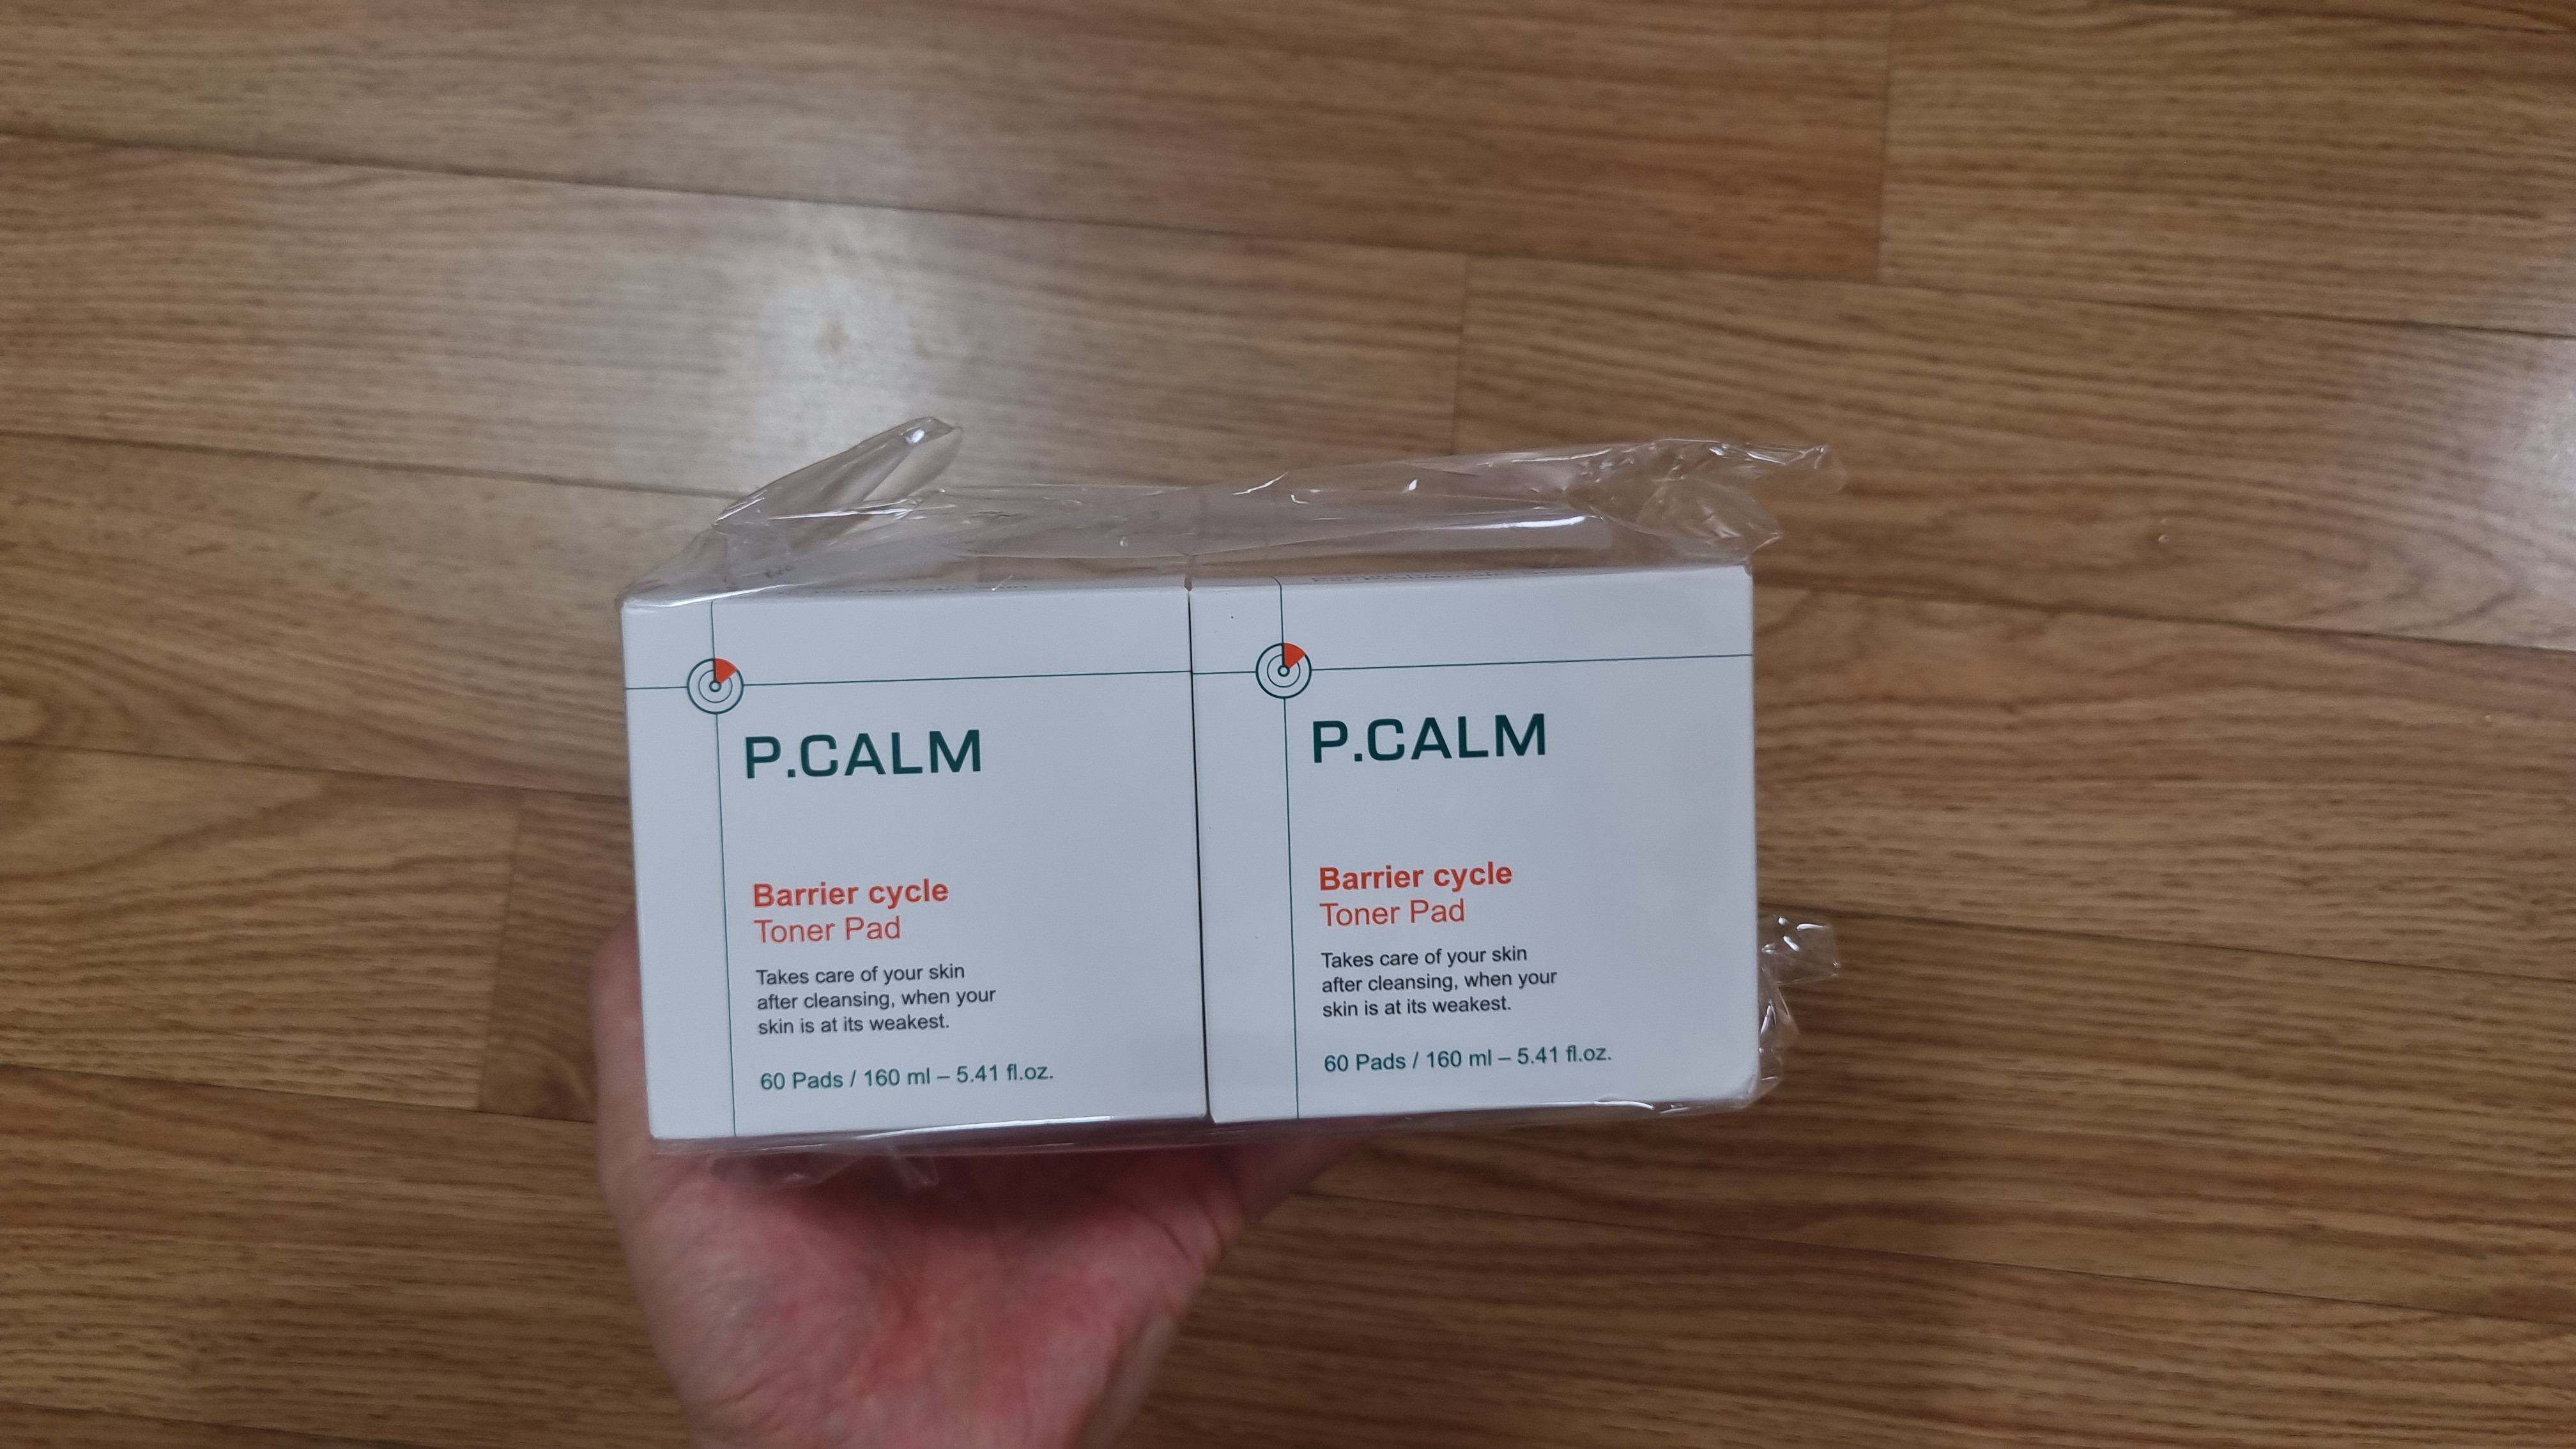 P.CALM
Barrier cycle
Toner Pad
Takes care of your skin
after cleansing, when your
skin is at its weakest.
60 Pads / 160 ml – 5.41 fl.oz.
P.CALM
Barrier cycle
Toner Pad
Takes care of your skin
after cleansing, when your
skin is at its weakest.
60 Pads / 160 ml – 5.41 fl.oz.